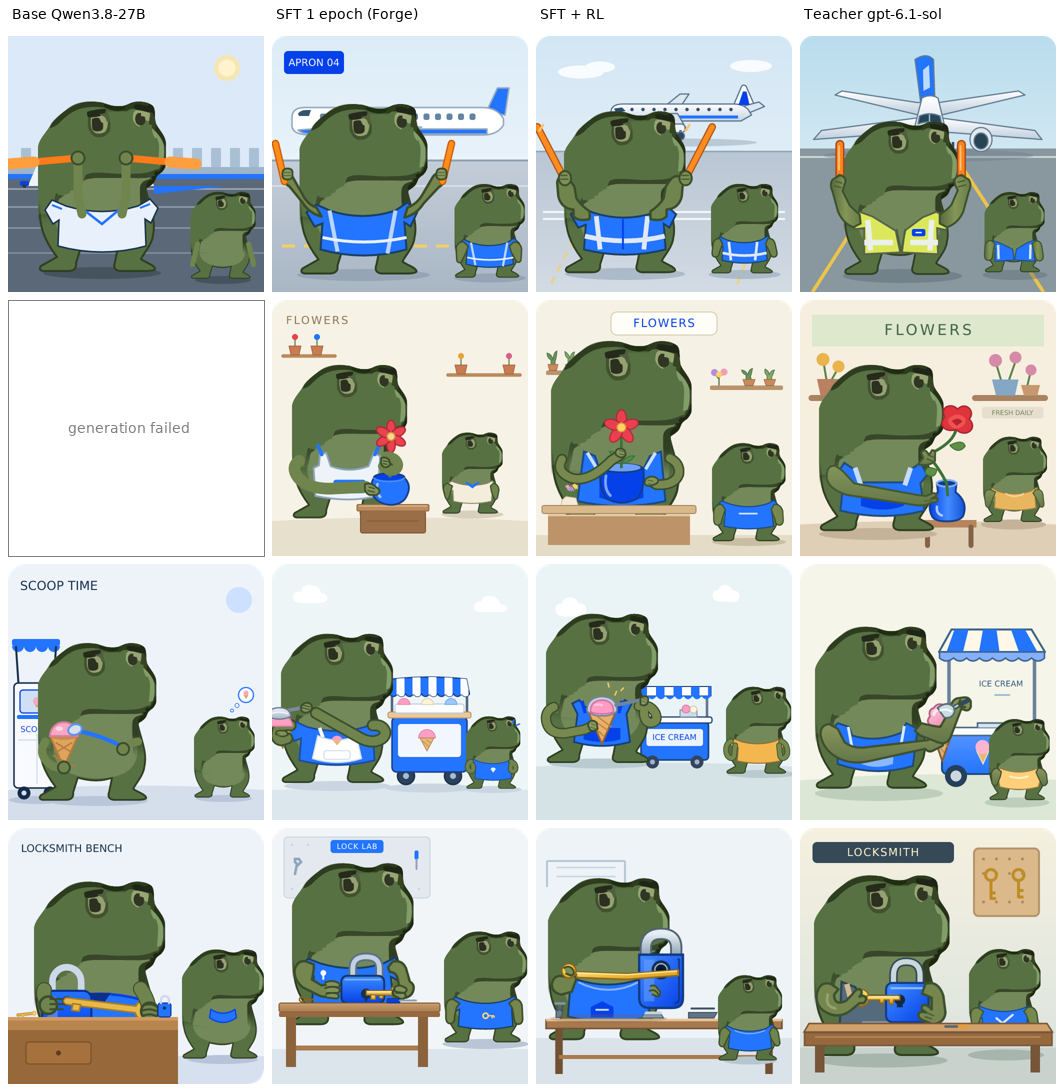 Base Qwen3.8-27B
SFT 1 epoch (Forge)
SFT + RL
Teacher gpt-6.1-sol
APRON 04
generation failed
FLOWERS
FLOWERS
FLOWERS
FRESH DAILY
SCOOP TIME
SCO
ICE CREAM
ICE CREAM
LOCKSMITH BENCH
LOCK LAB
LOCKSMITH